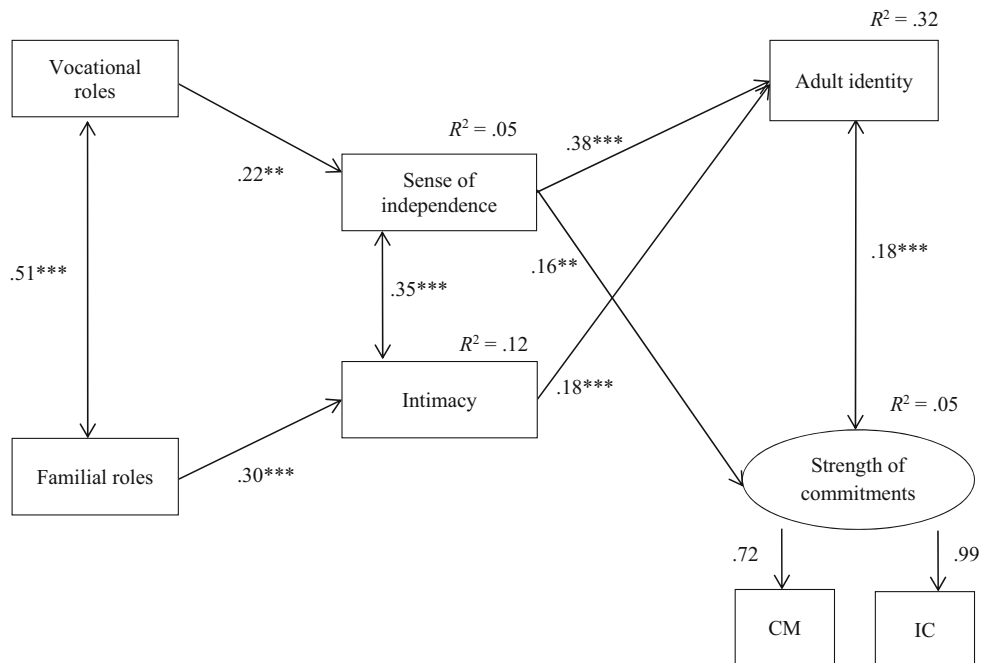 R² = .32
Vocational
roles
Adult identity
R² = .05
.38***
.22**
Sense of
independence
.51***
.16**
.18***
.35***
R² = .12
Intimacy
.18***
R² = .05
Familial roles
.30***
Strength of
commitments
.72
.99
CM
IC